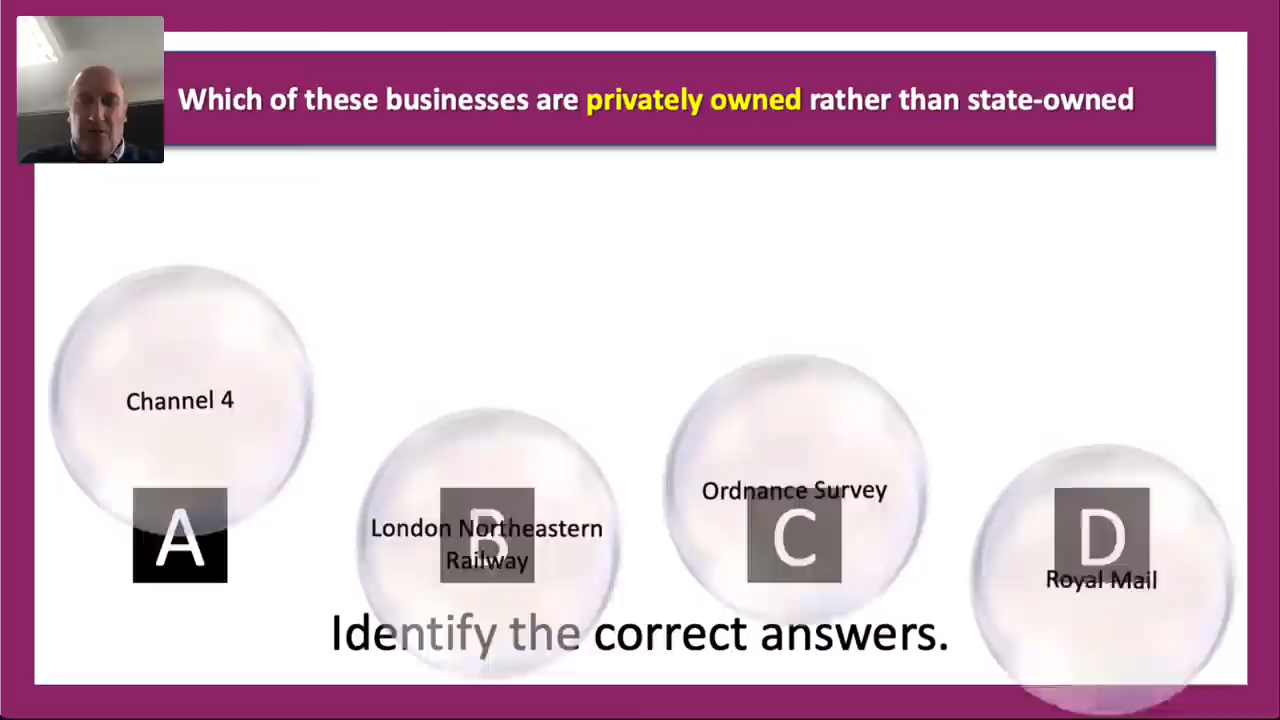 Which of these businesses are privately owned rather than state-owned
Channel 4
London Northeastern
Railway
Ordnance Survey
Royal Mail
A
B
C
D
Identify the correct answers.